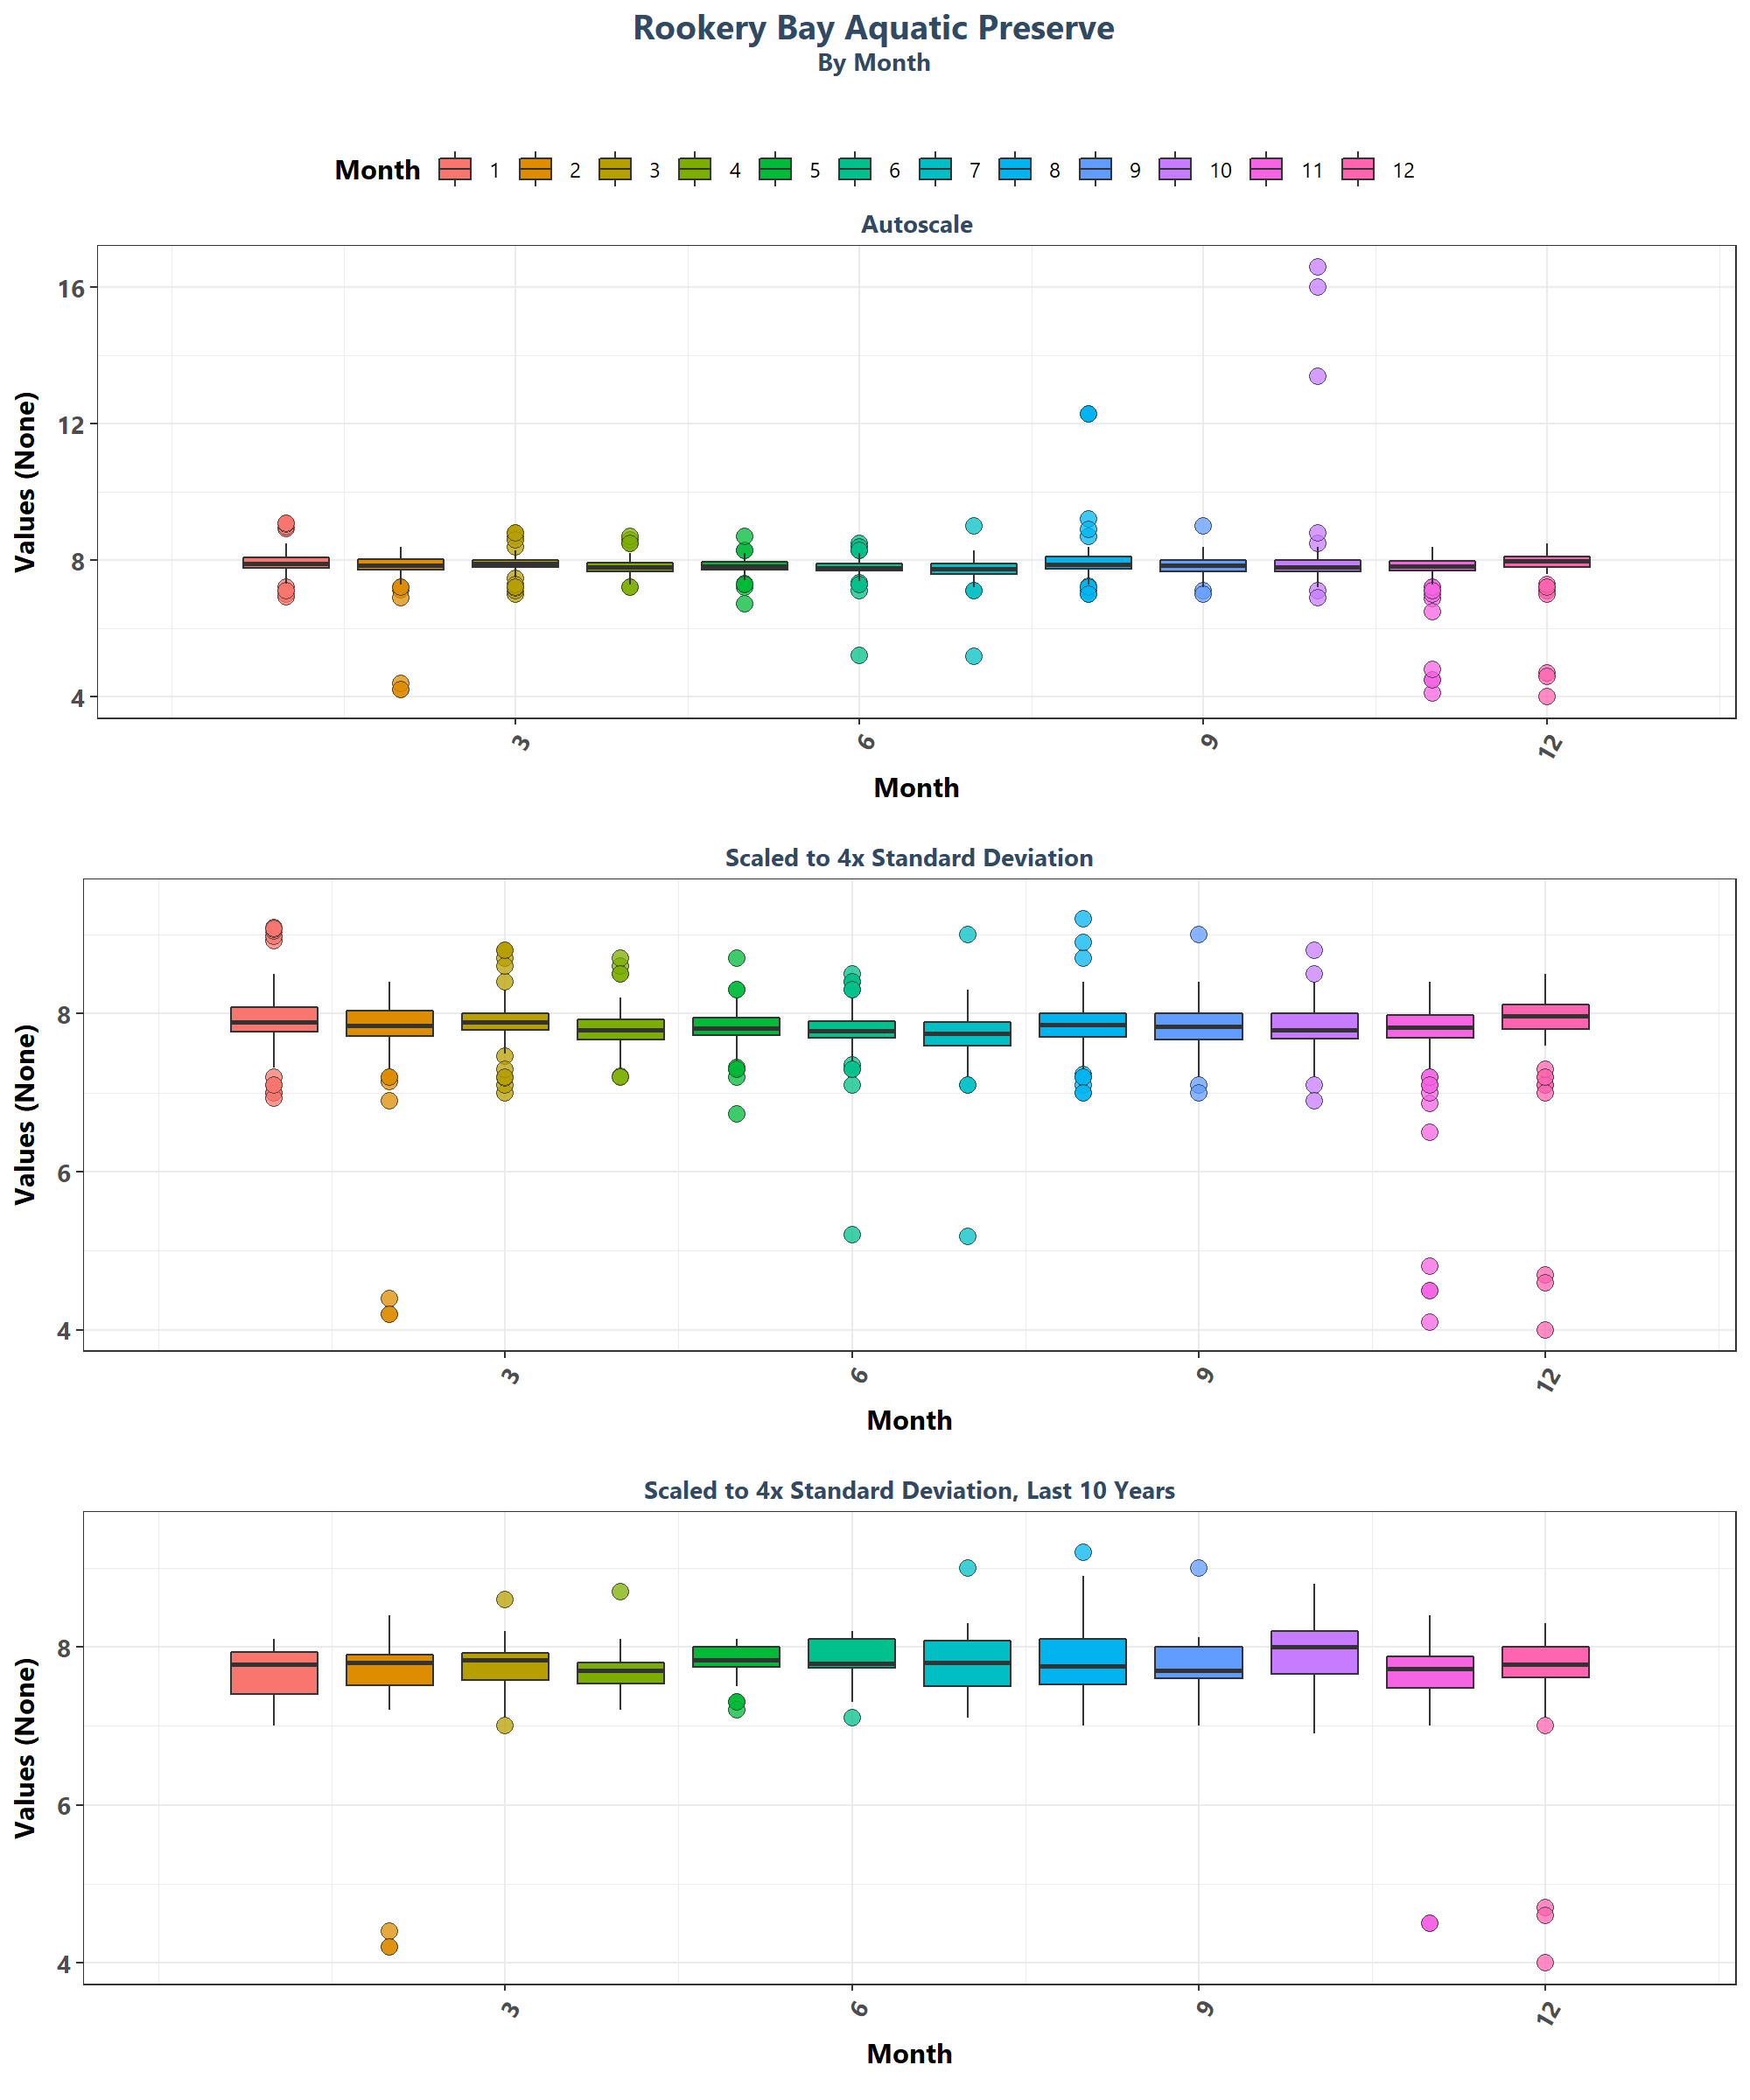 Rookery Bay Aquatic Preserve
By Month
Month 1 2 3 4 5 6 7 8 9 10 11 12
Autoscale
Values (None)
16
12
8
4
3 6 9 12
Month
Scaled to 4x Standard Deviation
Values (None)
8
6
4
3 6 9 12
Month
Scaled to 4x Standard Deviation, Last 10 Years
Values (None)
8
6
4
3 6 9 12
Month